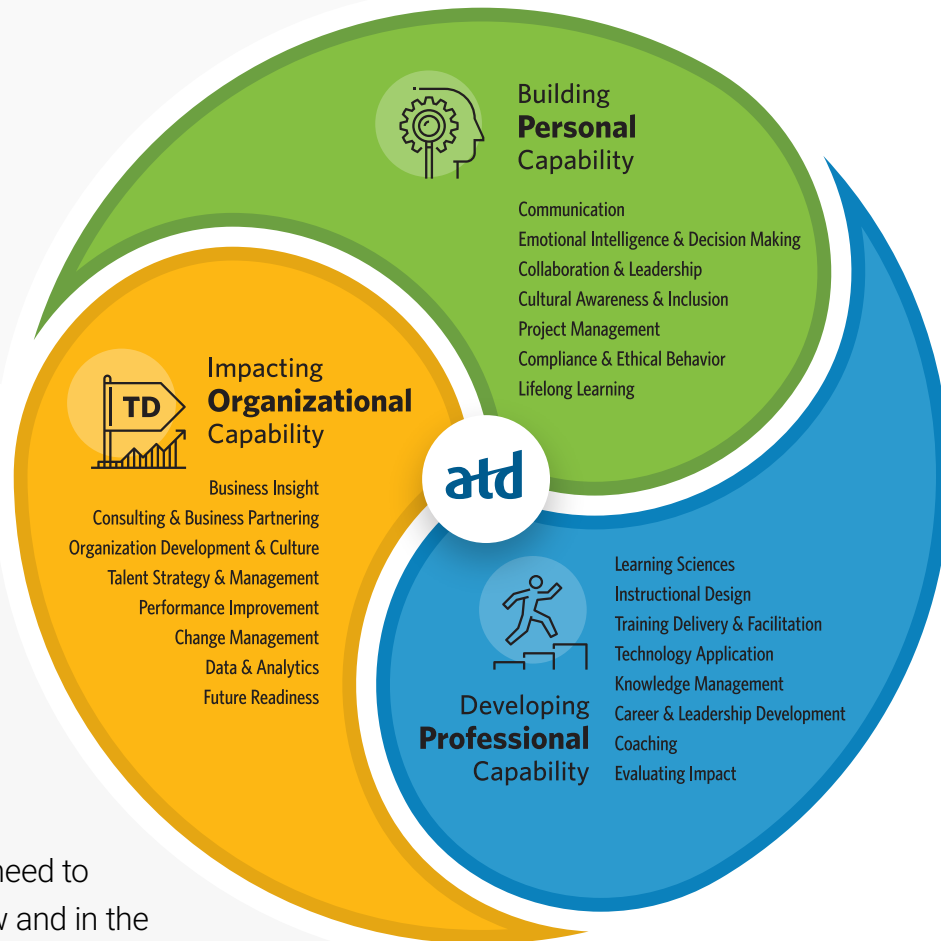 Building
Personal
Capability
Communication
Emotional Intelligence & Decision Making
Collaboration & Leadership
Cultural Awareness & Inclusion
Project Management
Compliance & Ethical Behavior
Lifelong Learning
TD
Impacting
Organizational
Capability
Business Insight
Consulting & Business Partnering
Organization Development & Culture
Talent Strategy & Management
Performance Improvement
Change Management
Data & Analytics
Future Readiness
atd
Developing
Professional
Capability
Learning Sciences
Instructional Design
Training Delivery & Facilitation
Technology Application
Knowledge Management
Career & Leadership Development
Coaching
Evaluating Impact
need to
and in the